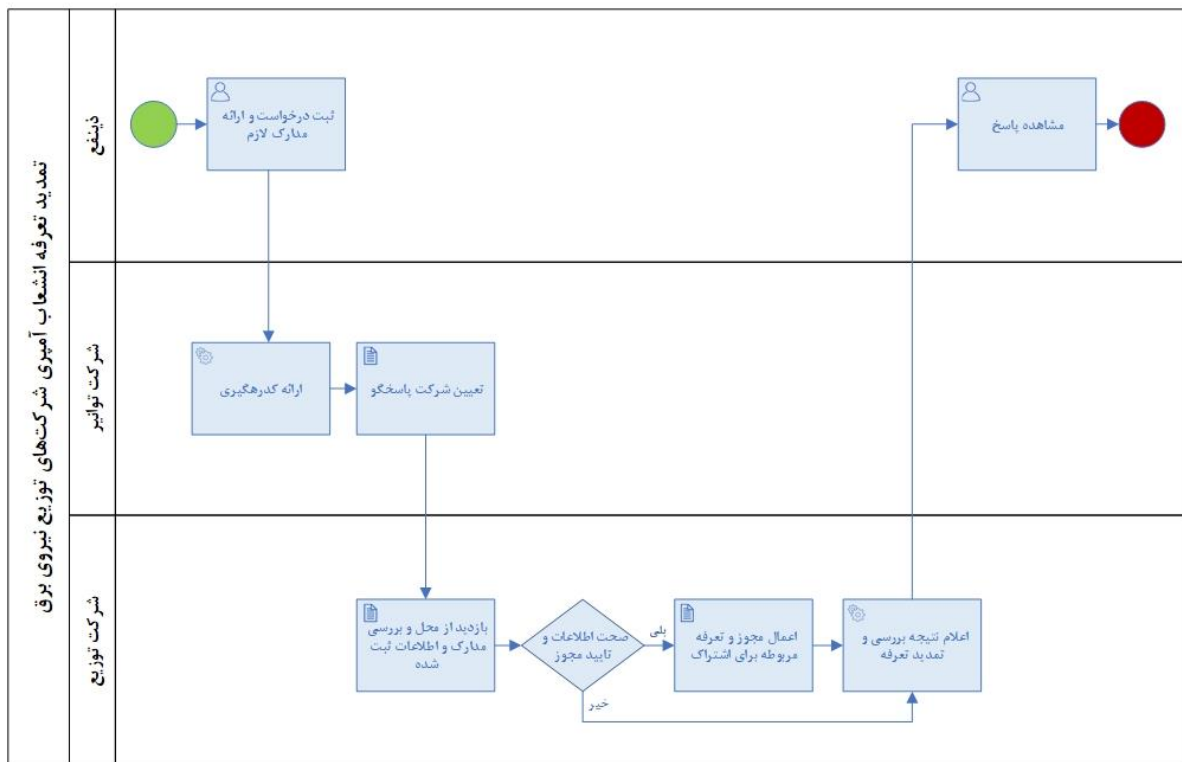 تمدید تعرفه انشعاب آمپری شرکت‌های توزیع نیروی برق
ذینفع
ثبت درخواست و ارائه
مدارک لازم
مشاهده پاسخ
شرکت توانیر
ارائه کدرهگیری
تعیین شرکت پاسخگو
شرکت توزیع
بازدید از محل و بررسی
مدارک و اطلاعات ثبت
شده
صحت اطلاعات و
تایید مجوز
بلی
خیر
اعمال مجوز و تعرفه
مربوطه برای اشتراک
اعلام نتیجه بررسی و
تمدید تعرفه